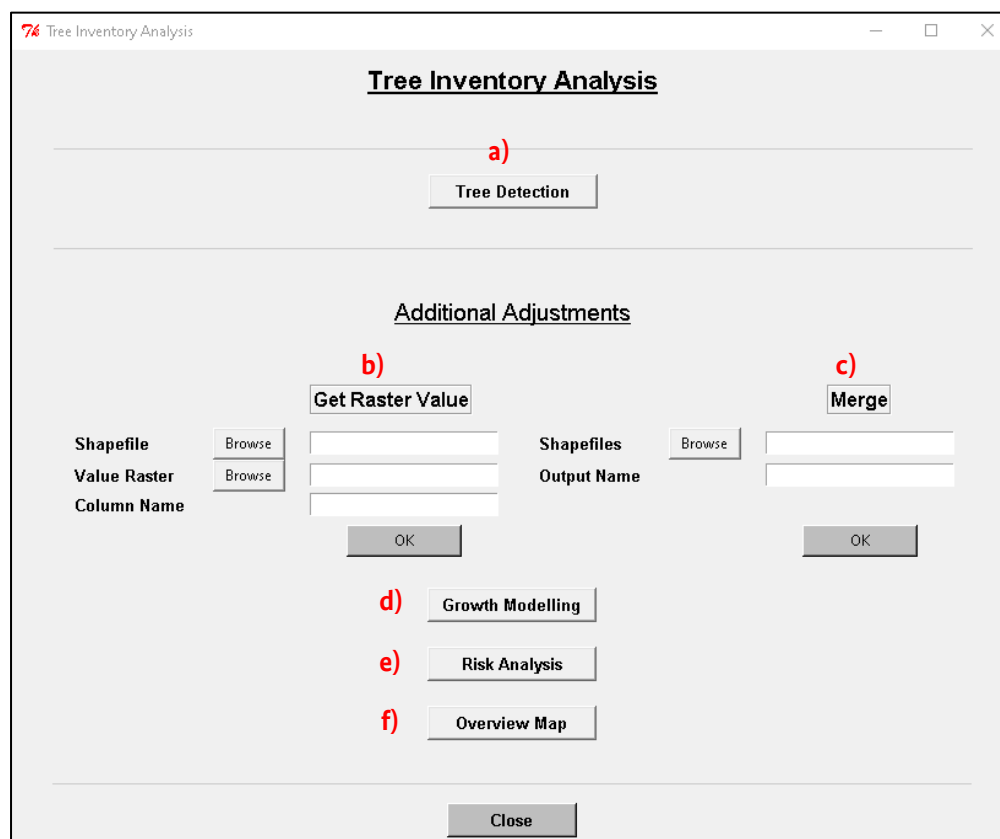 Tree Inventory Analysis
Tree Inventory Analysis
a)
Tree Detection
Additional Adjustments
b)
Get Raster Value
Shapefile Browse
Value Raster Browse
Column Name
OK
c)
Merge
Shapefiles Browse
Output Name
OK
d) Growth Modelling
e) Risk Analysis
f) Overview Map
Close